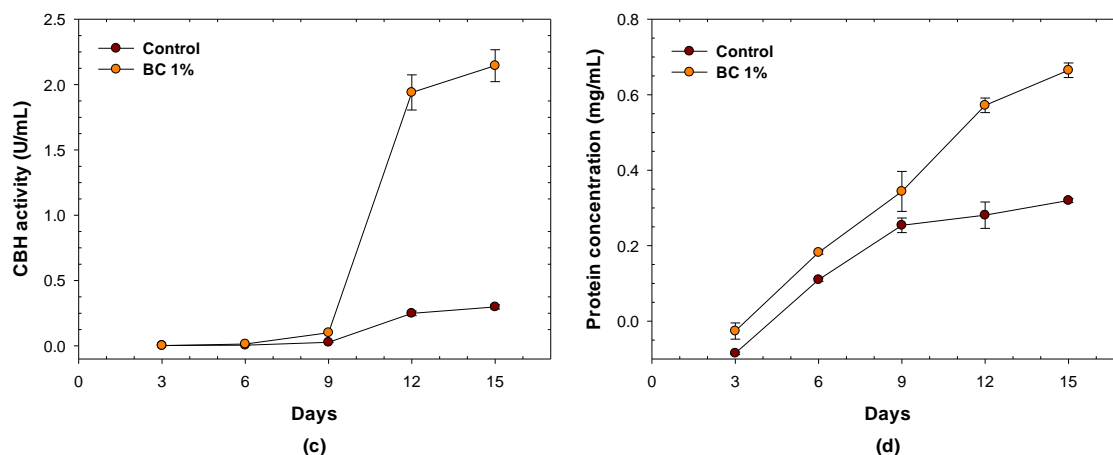 CBH activity (U/mL)
2.5
2.0
1.5
1.0
0.5
0.0
Control
BC 1%
0 3 6 9 12 15
Days
(c)
Protein concentration (mg/mL)
0.8
0.6
0.4
0.2
0.0
Control
BC 1%
0 3 6 9 12 15
Days
(d)